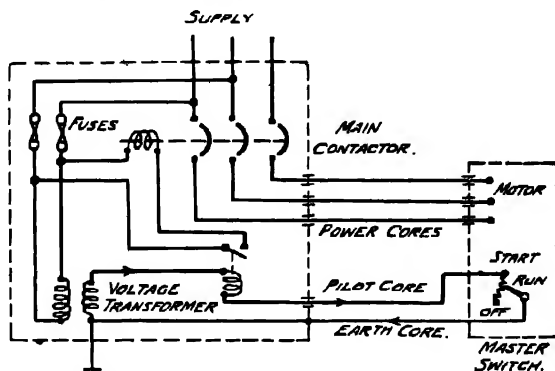 SUPPLY
FUSES
MAIN
CONTACTOR.
MOTOR
POWER CORES
START
RUN
OFF
VOLTAGE
TRANSFORMER
PILOT CORE
EARTH CORE.
MASTER
SWITCH.